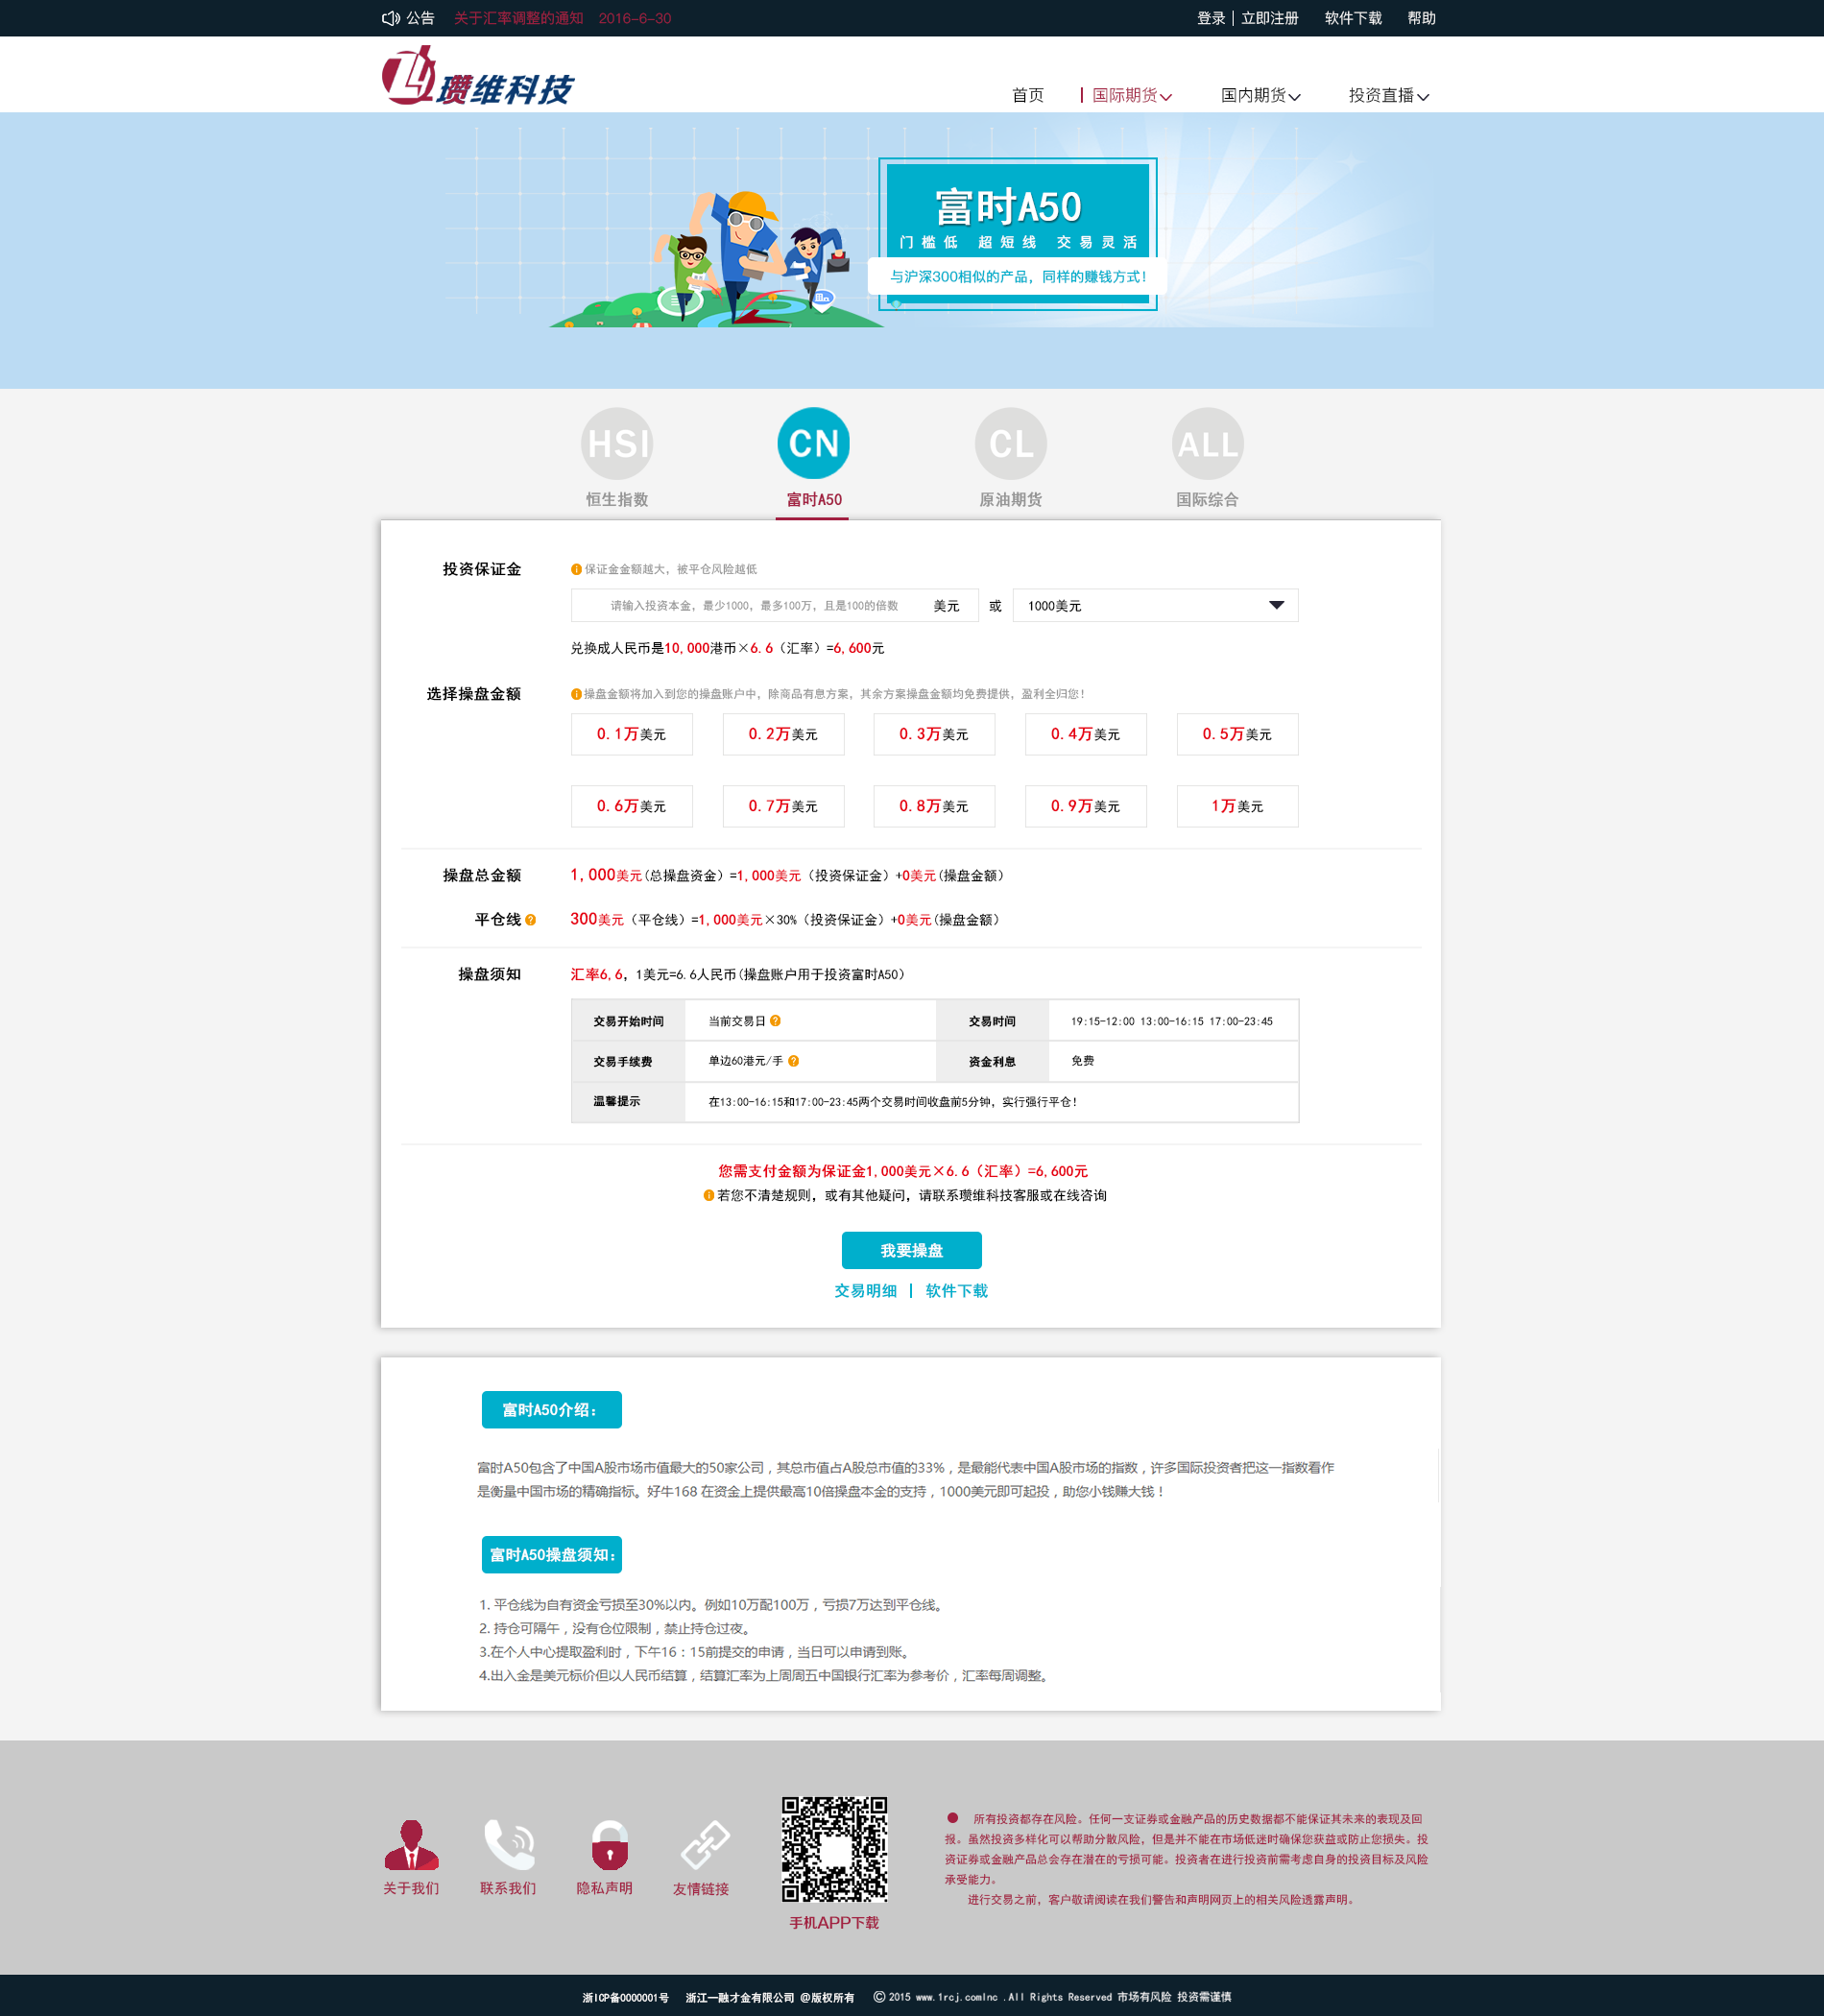 公告 关于汇率调整的通知 2016-6-30 登录 | 立即注册 软件下载 帮助
瓒维科技
首页 国际期货 国内期货 投资直播
富时A50
门槛低 超短线 交易灵活
与沪深300相似的产品，同样的赚钱方式！
HSI CN CL ALL
恒生指数 富时A50 原油期货 国际综合
投资保证金 保证金金额越大，被平仓风险越低
请输入投资本金，最少1000，最多100万，且是100的倍数 美元 或 1000美元
兑换成人民币是10,000港币×6.6（汇率）=6,600元
选择操盘金额 操盘金额将加入到您的操盘账户中，除商品有息方案，其余方案操盘金额均免费提供，盈利全归您！
0.1万美元 0.2万美元 0.3万美元 0.4万美元 0.5万美元
0.6万美元 0.7万美元 0.8万美元 0.9万美元 1万美元
操盘总金额 1,000美元(总操盘资金）=1,000美元（投资保证金）+0美元(操盘金额）
平仓线 ? 300美元（平仓线）=1,000美元×30%（投资保证金）+0美元(操盘金额）
操盘须知 汇率6.6，1美元=6.6人民币(操盘账户用于投资富时A50）
交易开始时间 当前交易日 ? 交易时间 19:15-12:00 13:00-16:15 17:00-23:45
交易手续费 单边60港元/手 ? 资金利息 免费
温馨提示 在13:00-16:15和17:00-23:45两个交易时间收盘前5分钟，实行强行平仓！
您需支付金额为保证金1,000美元×6.6（汇率）=6,600元
若您不清楚规则，或有其他疑问，请联系瓒维科技客服或在线咨询
我要操盘
交易明细 | 软件下载
富时A50介绍：
富时A50包含了中国A股市场市值最大的50家公司，其总市值占A股总市值的33%，是最能代表中国A股市场的指数，许多国际投资者把这一指数看作
是衡量中国市场的精确指标。好牛168 在资金上提供最高10倍操盘本金的支持，1000美元即可起投，助您小钱赚大钱！
富时A50操盘须知：
1. 平仓线为自有资金亏损至30%以内。例如10万配100万，亏损7万达到平仓线。
2. 持仓可隔午，没有仓位限制，禁止持仓过夜。
3.在个人中心提取盈利时，下午16：15前提交的申请，当日可以申请到账。
4.出入金是美元标价但以人民币结算，结算汇率为上周周五中国银行汇率为参考价，汇率每周调整。
● 所有投资都存在风险。任何一支证券或金融产品的历史数据都不能保证其未来的表现及回
报。虽然投资多样化可以帮助分散风险，但是并不能在市场低迷时确保您获益或防止您损失。投
资证券或金融产品总会存在潜在的亏损可能。投资者在进行投资前需考虑自身的投资目标及风险
承受能力。
进行交易之前，客户敬请阅读在我们警告和声明网页上的相关风险透露声明。
关于我们 联系我们 隐私声明 友情链接
手机APP下载
浙ICP备0000001号 浙江一融才金有限公司 @版权所有 © 2015 www.1rcj.comInc .All Rights Reserved 市场有风险 投资需谨慎